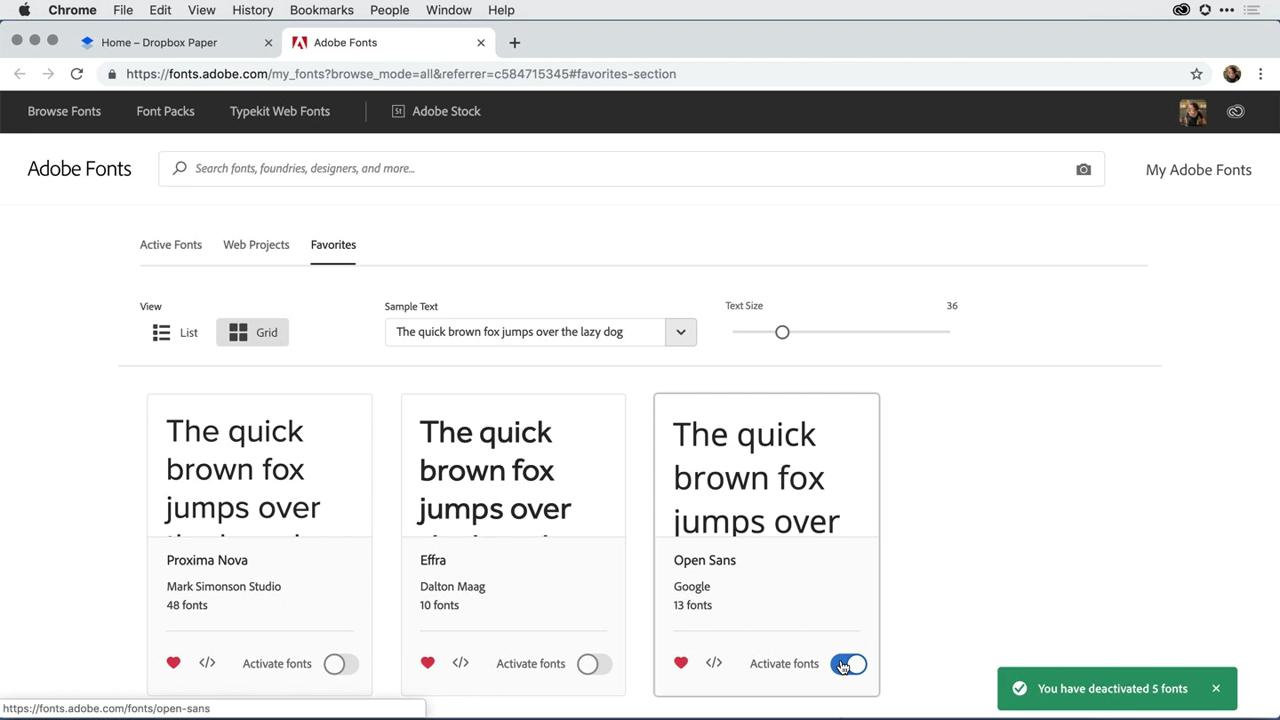 Chrome File Edit View History Bookmarks People Window Help
Home – Dropbox Paper
Adobe Fonts
https://fonts.adobe.com/my_fonts?browse_mode=all&referrer=c584715345#favorites-section
Browse Fonts Font Packs Typekit Web Fonts St Adobe Stock
Adobe Fonts
Search fonts, foundries, designers, and more...
My Adobe Fonts
Active Fonts Web Projects Favorites
View
List
Grid
Sample Text
The quick brown fox jumps over the lazy dog
Text Size 36
The quick
brown fox
jumps over
Proxima Nova
Mark Simonson Studio
48 fonts
</> Activate fonts
The quick
brown fox
jumps over
Effra
Dalton Maag
10 fonts
</> Activate fonts
The quick
brown fox
jumps over
Open Sans
Google
13 fonts
</> Activate fonts
You have deactivated 5 fonts
https://fonts.adobe.com/fonts/open-sans